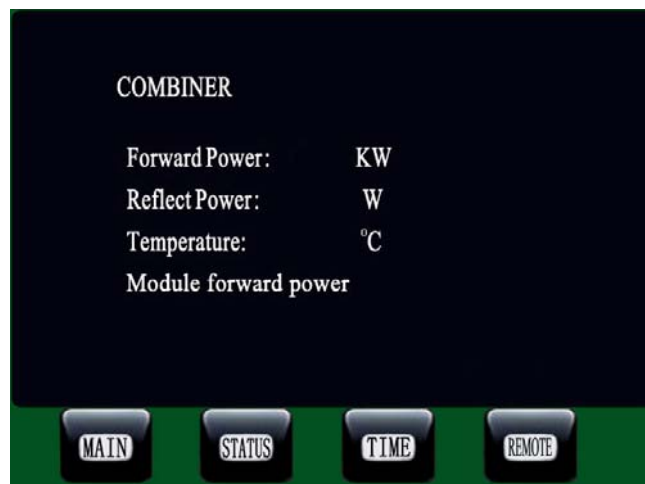 COMBINER
Forward Power: KW
Reflect Power: W
Temperature: °C
Module forward power
MAIN STATUS TIME REMOTE